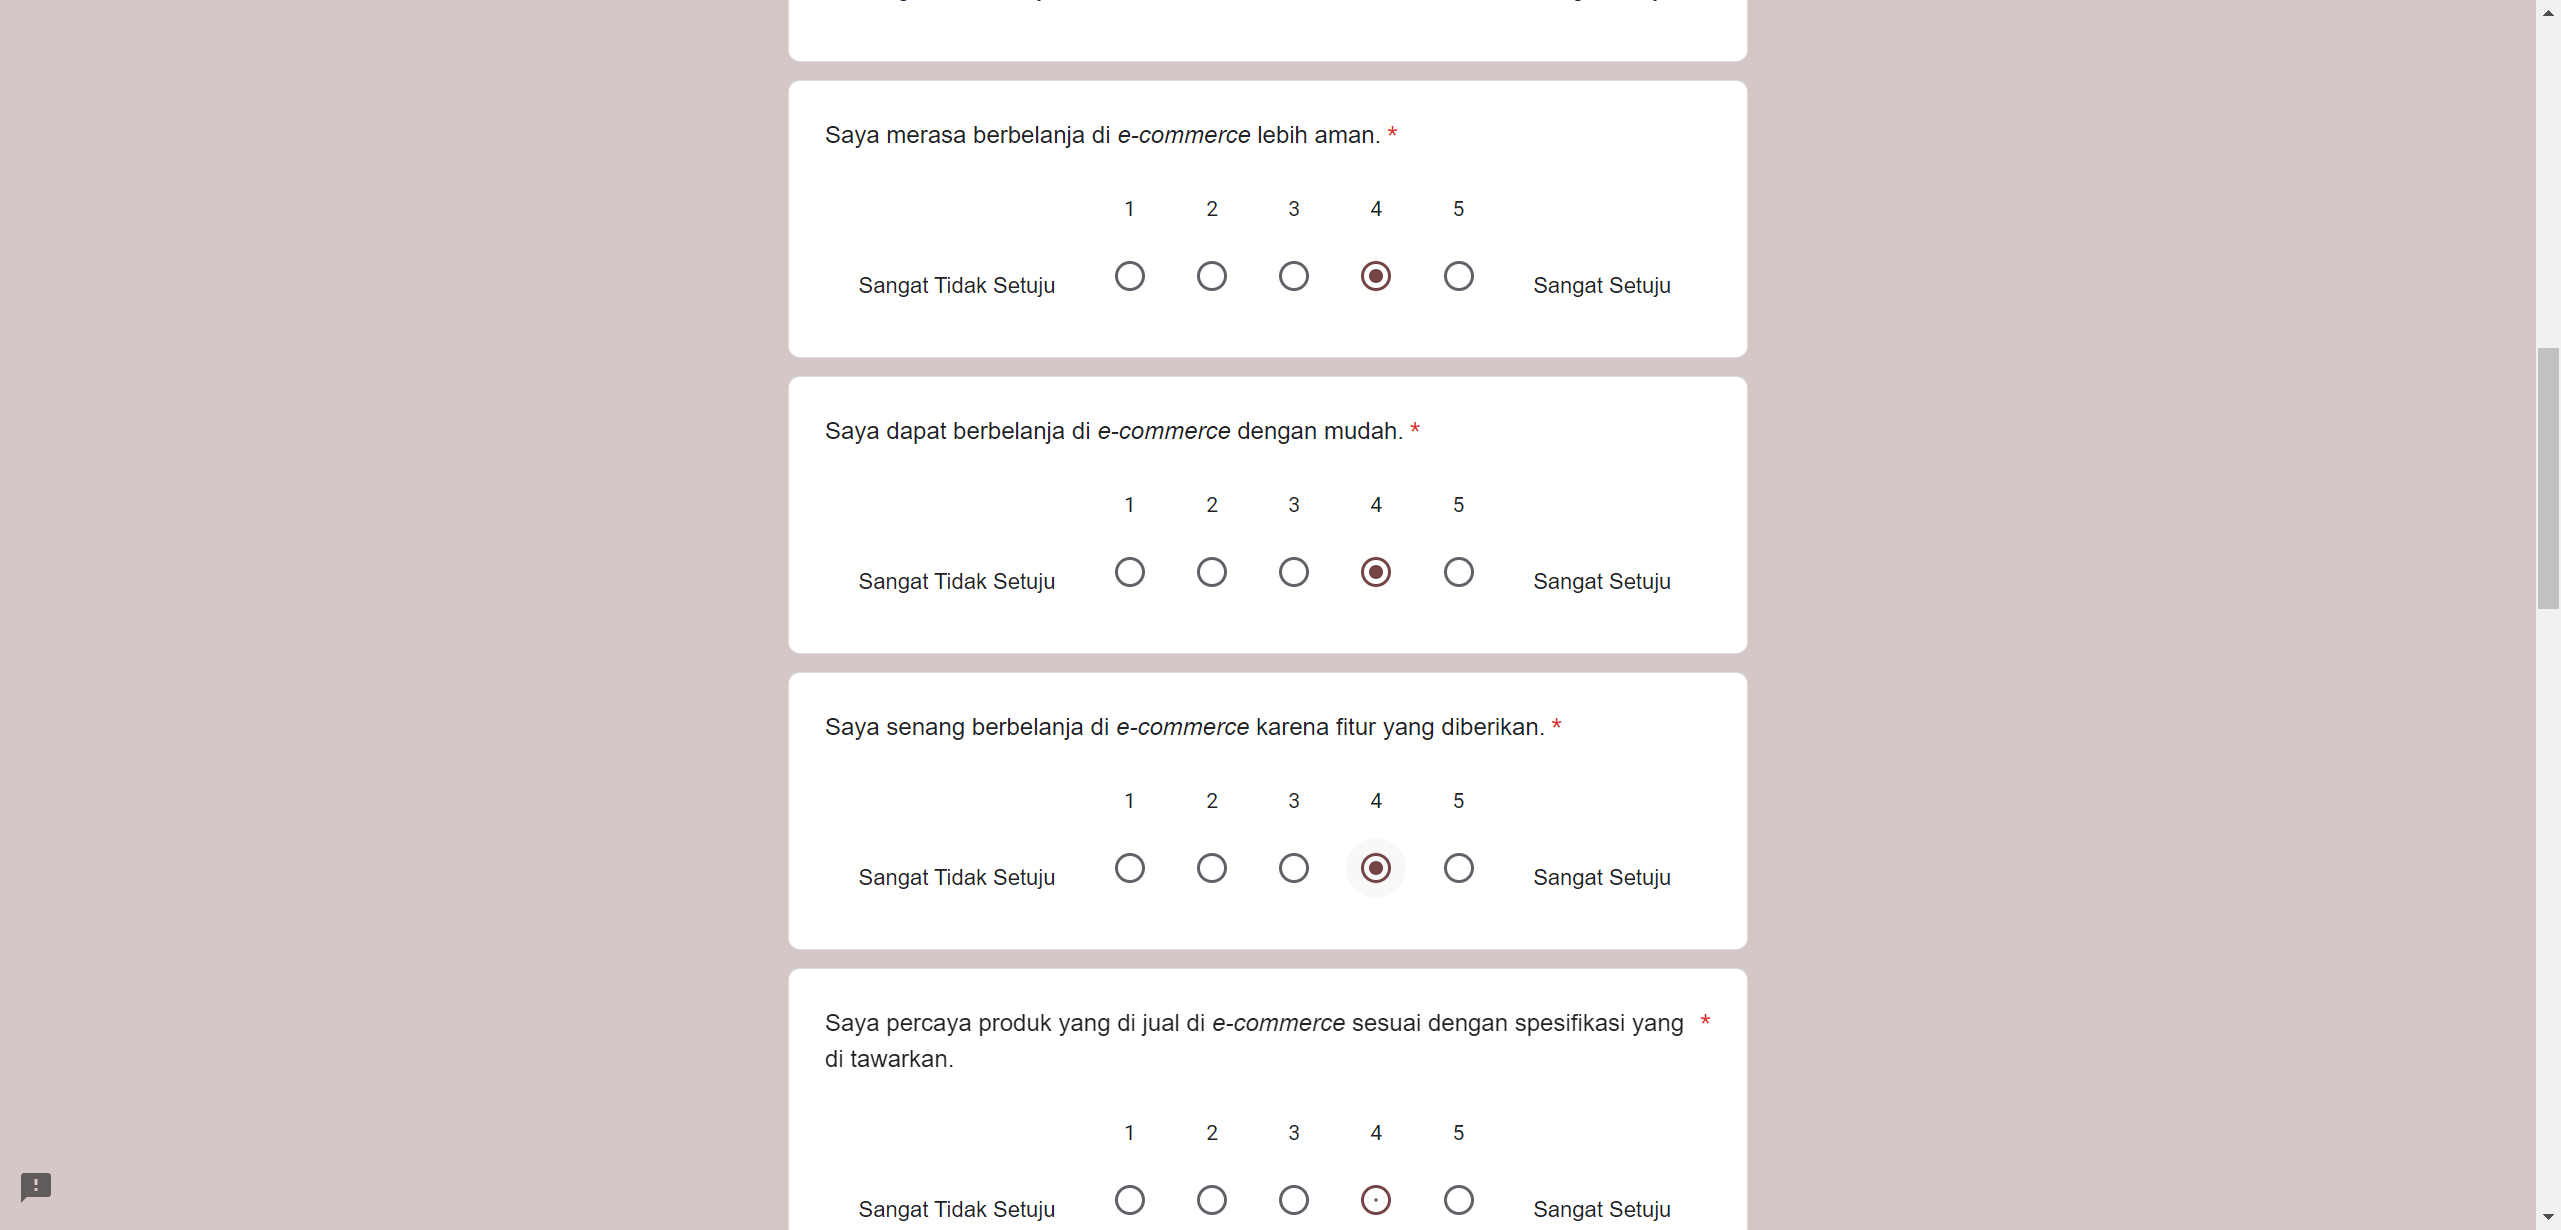 Saya merasa berbelanja di e-commerce lebih aman. *
1 2 3 4 5
Sangat Tidak Setuju Sangat Setuju
Saya dapat berbelanja di e-commerce dengan mudah. *
1 2 3 4 5
Sangat Tidak Setuju Sangat Setuju
Saya senang berbelanja di e-commerce karena fitur yang diberikan. *
1 2 3 4 5
Sangat Tidak Setuju Sangat Setuju
Saya percaya produk yang di jual di e-commerce sesuai dengan spesifikasi yang *
di tawarkan.
1 2 3 4 5
Sangat Tidak Setuju Sangat Setuju